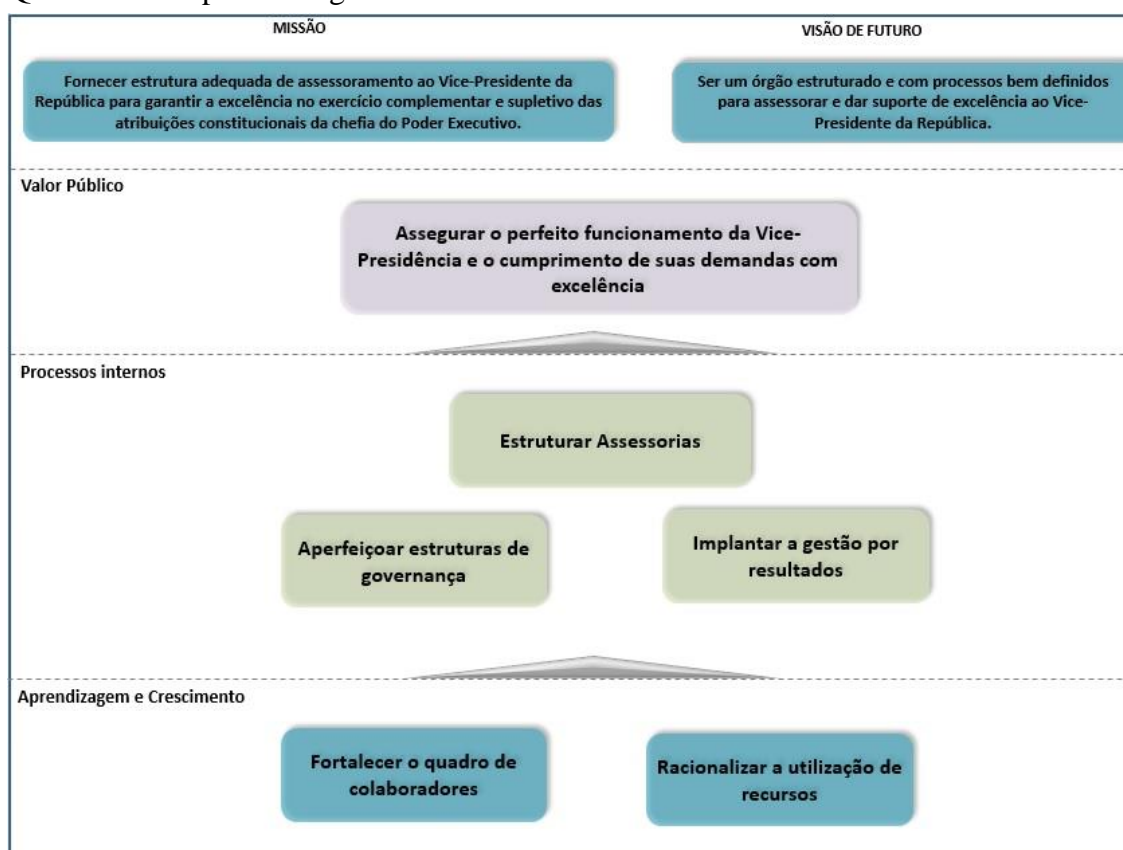 MISSÃO
VISÃO DE FUTURO
Fornecer estrutura adequada de assessoramento ao Vice-Presidente da
República para garantir a excelência no exercício complementar e supletivo das
atribuições constitucionais da chefia do Poder Executivo.
Ser um órgão estruturado e com processos bem definidos
para assessorar e dar suporte de excelência ao Vice-
Presidente da República.
Valor Público
Assegurar o perfeito funcionamento da Vice-
Presidência e o cumprimento de suas demandas com
excelência
Processos internos
Estruturar Assessorias
Aperfeiçoar estruturas de
governança
Implantar a gestão por
resultados
Aprendizagem e Crescimento
Fortalecer o quadro de
colaboradores
Racionalizar a utilização de
recursos